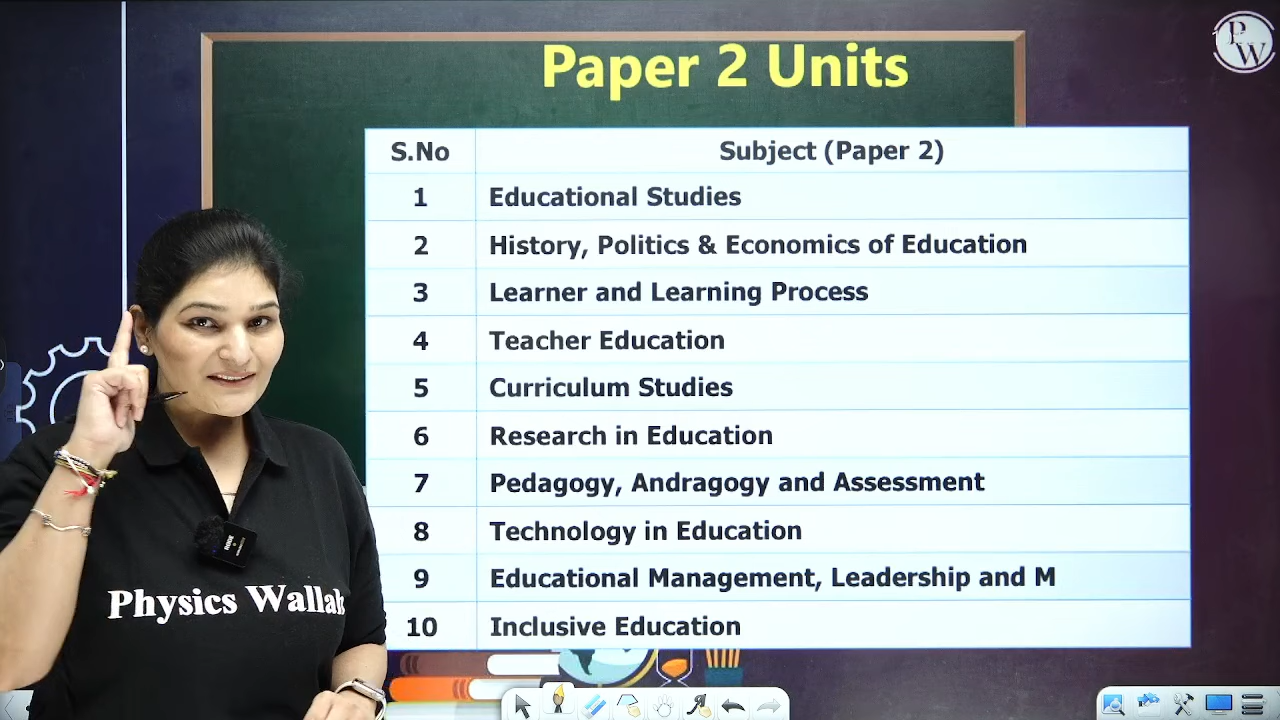 Paper 2 Units
P
W
S.No Subject (Paper 2)
1 Educational Studies
2 History, Politics & Economics of Education
3 Learner and Learning Process
4 Teacher Education
5 Curriculum Studies
6 Research in Education
7 Pedagogy, Andragogy and Assessment
8 Technology in Education
9 Educational Management, Leadership and M
10 Inclusive Education
RODE
Physics Wallah